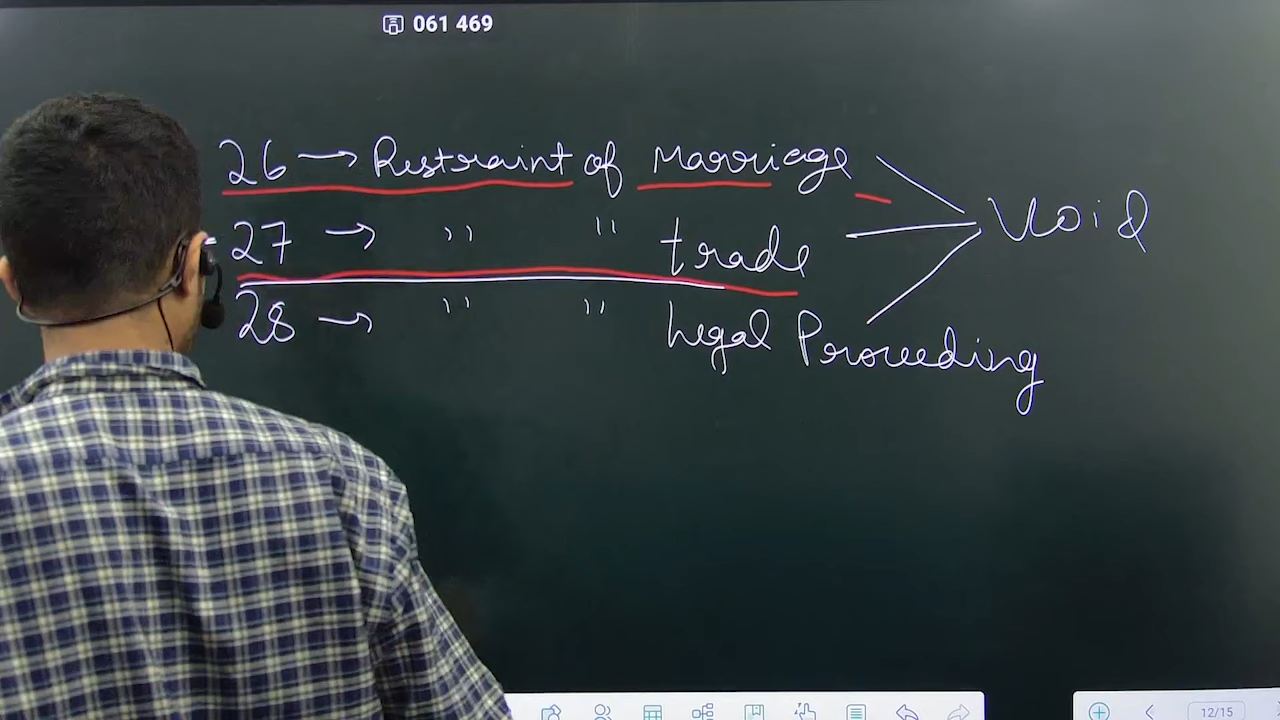 061 469
26 → Restraint of Marriage
27 → " " trade
28 → " " Legal Proceeding
Void
12/15